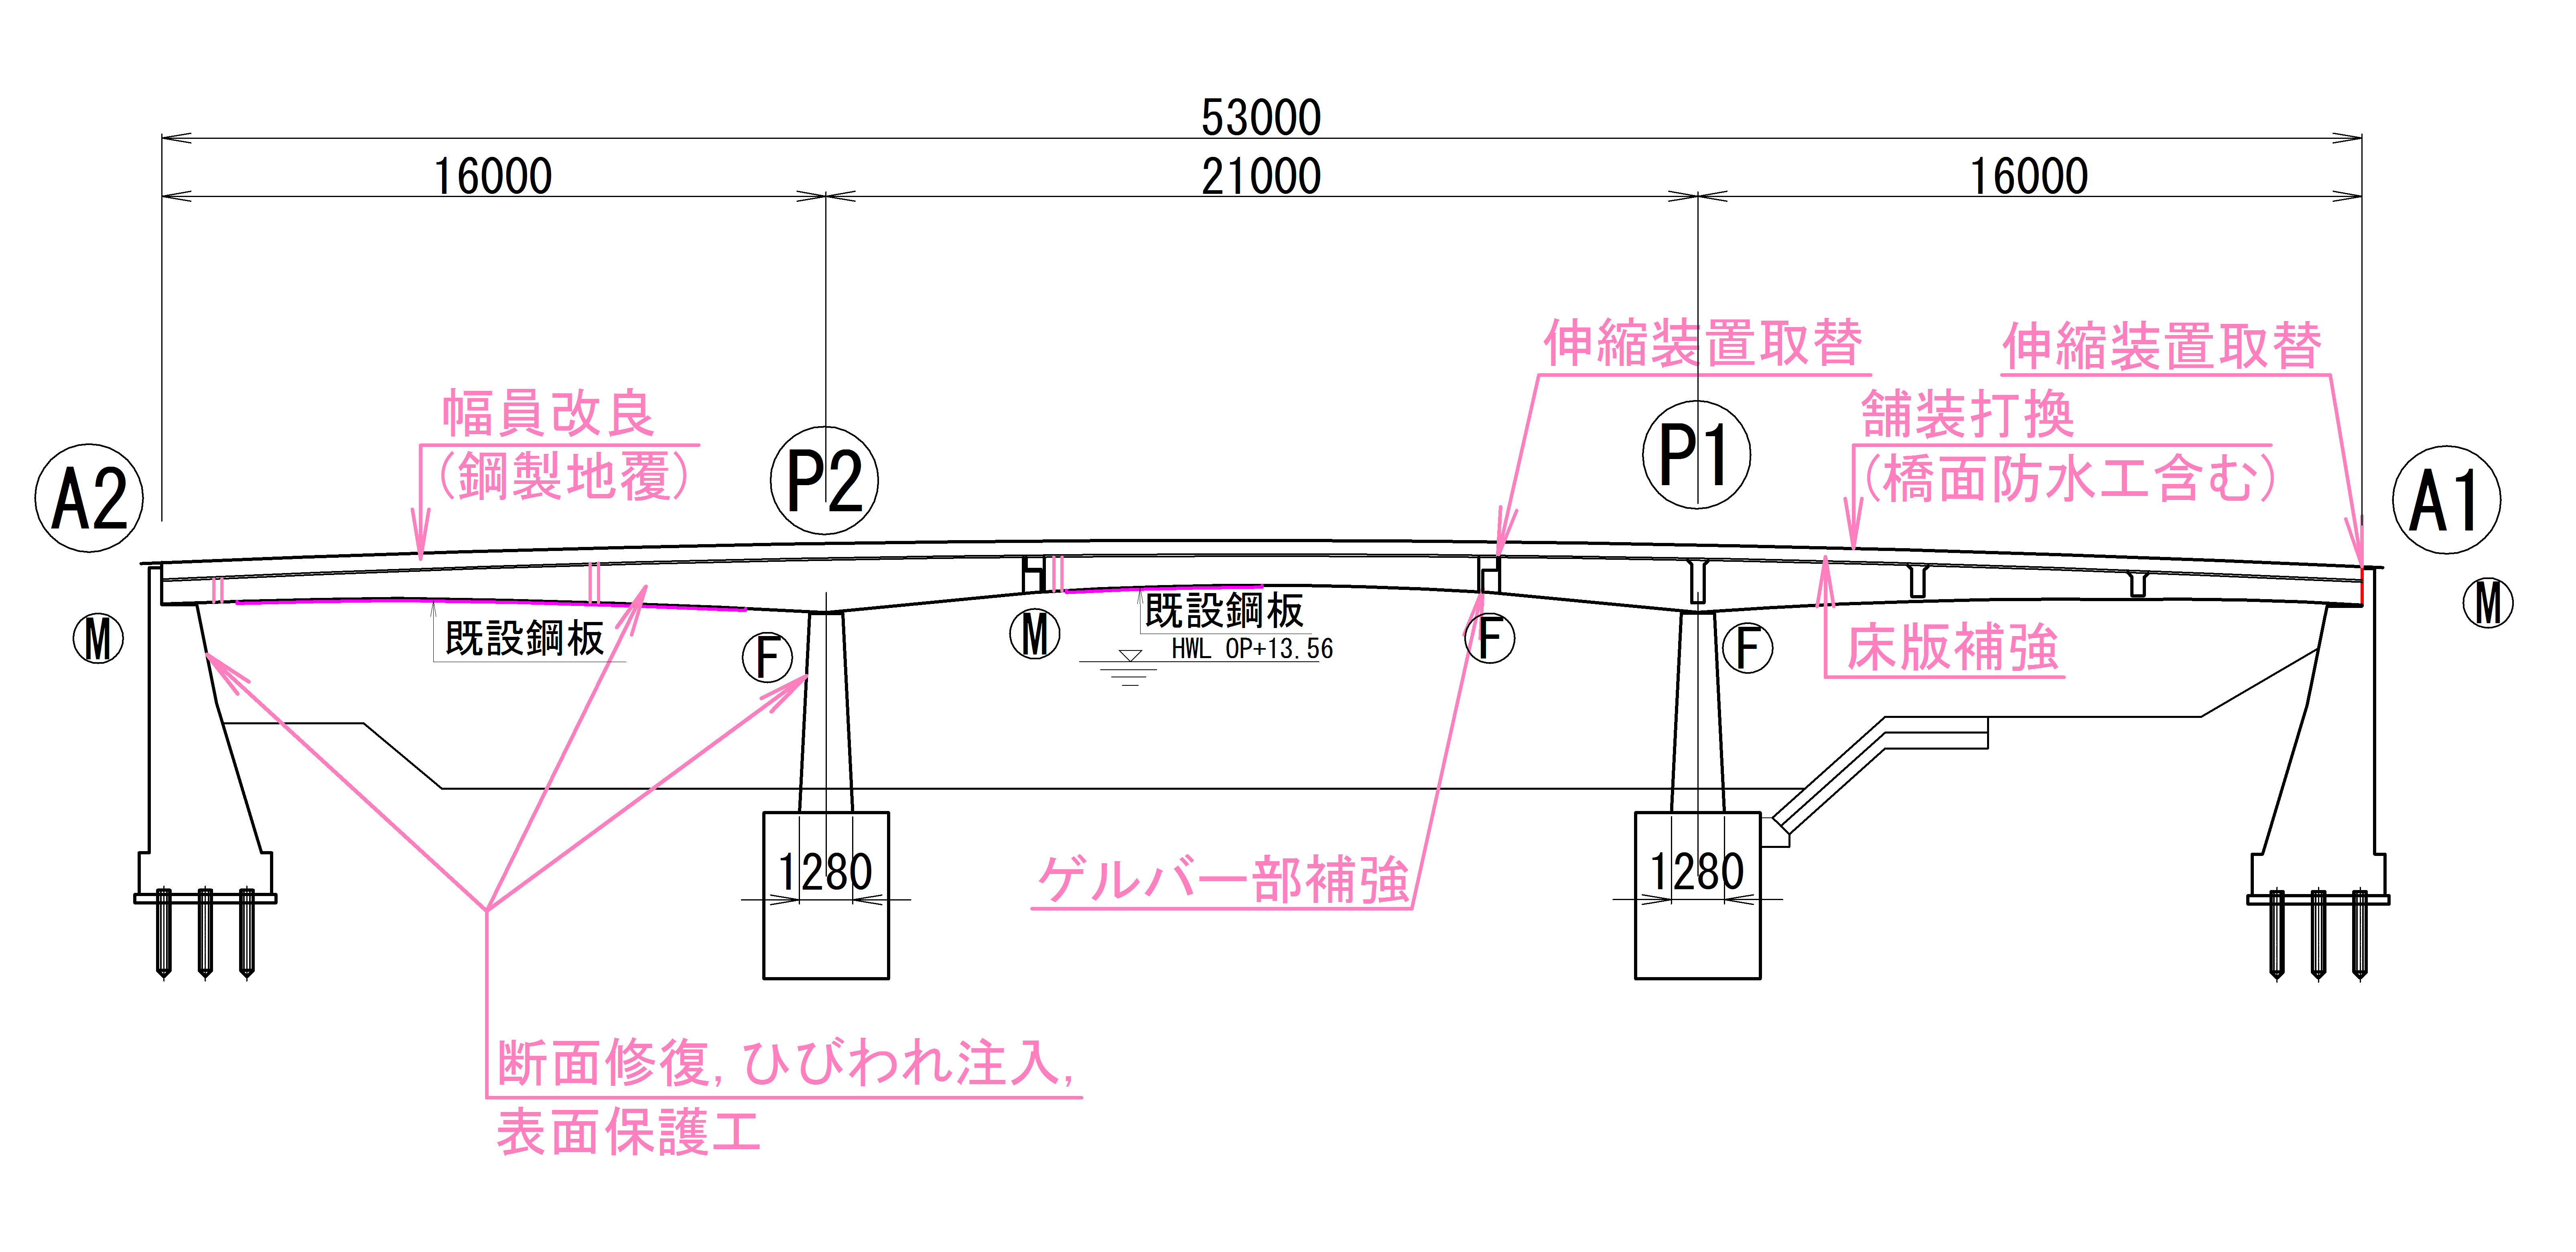 53000
16000
21000
16000
伸縮装置取替
伸縮装置取替
幅員改良
(鋼製地覆)
舗装打換
(橋面防水工含む)
A2
P2
P1
A1
既設鋼板
既設鋼板
HWL OP+13.56
M
F
M
F
F
M
床版補強
1280
1280
ゲルバー部補強
断面修復,ひびわれ注入,
表面保護工